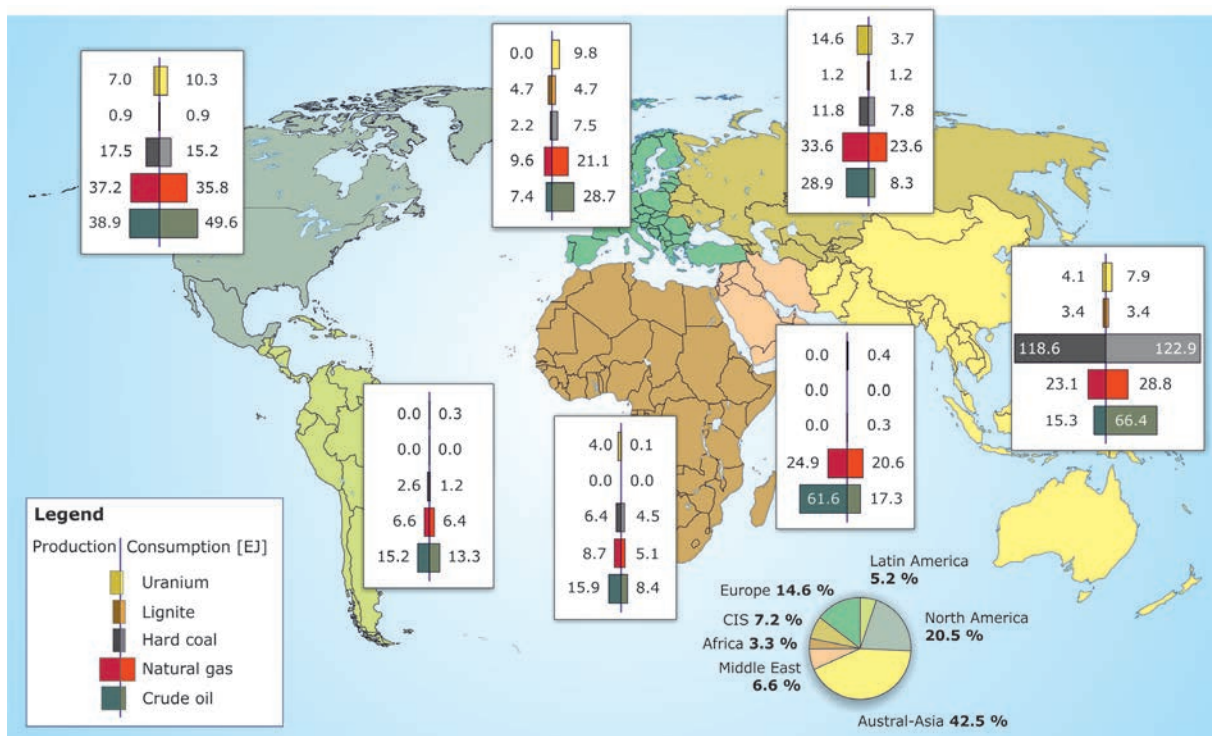 7.0 10.3
0.9 0.9
17.5 15.2
37.2 35.8
38.9 49.6
0.0 9.8
4.7 4.7
2.2 7.5
9.6 21.1
7.4 28.7
14.6 3.7
1.2 1.2
11.8 7.8
33.6 23.6
28.9 8.3
4.1 7.9
3.4 3.4
118.6 122.9
23.1 28.8
15.3 66.4
0.0 0.4
0.0 0.0
0.0 0.3
24.9 20.6
61.6 17.3
0.0 0.3
0.0 0.0
2.6 1.2
6.6 6.4
15.2 13.3
4.0 0.1
0.0 0.0
6.4 4.5
8.7 5.1
15.9 8.4
Legend
Production Consumption [EJ]
Uranium
Lignite
Hard coal
Natural gas
Crude oil
Latin America
5.2 %
Europe 14.6 %
North America
20.5 %
CIS 7.2 %
Africa 3.3 %
Middle East
6.6 %
Austral-Asia 42.5 %